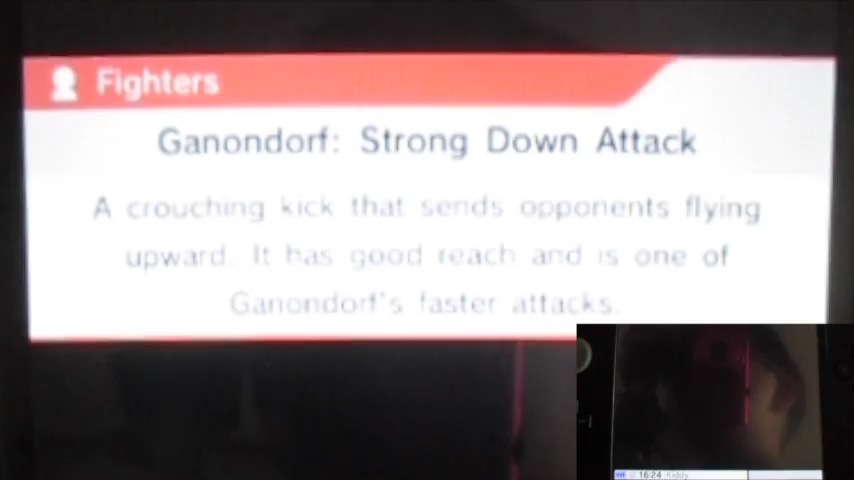 Fighters
Ganondorf: Strong Down Attack
A crouching kick that sends opponents flying
upward. It has good reach and is one of
Ganondorf's faster attacks.
16:24 Kiddy